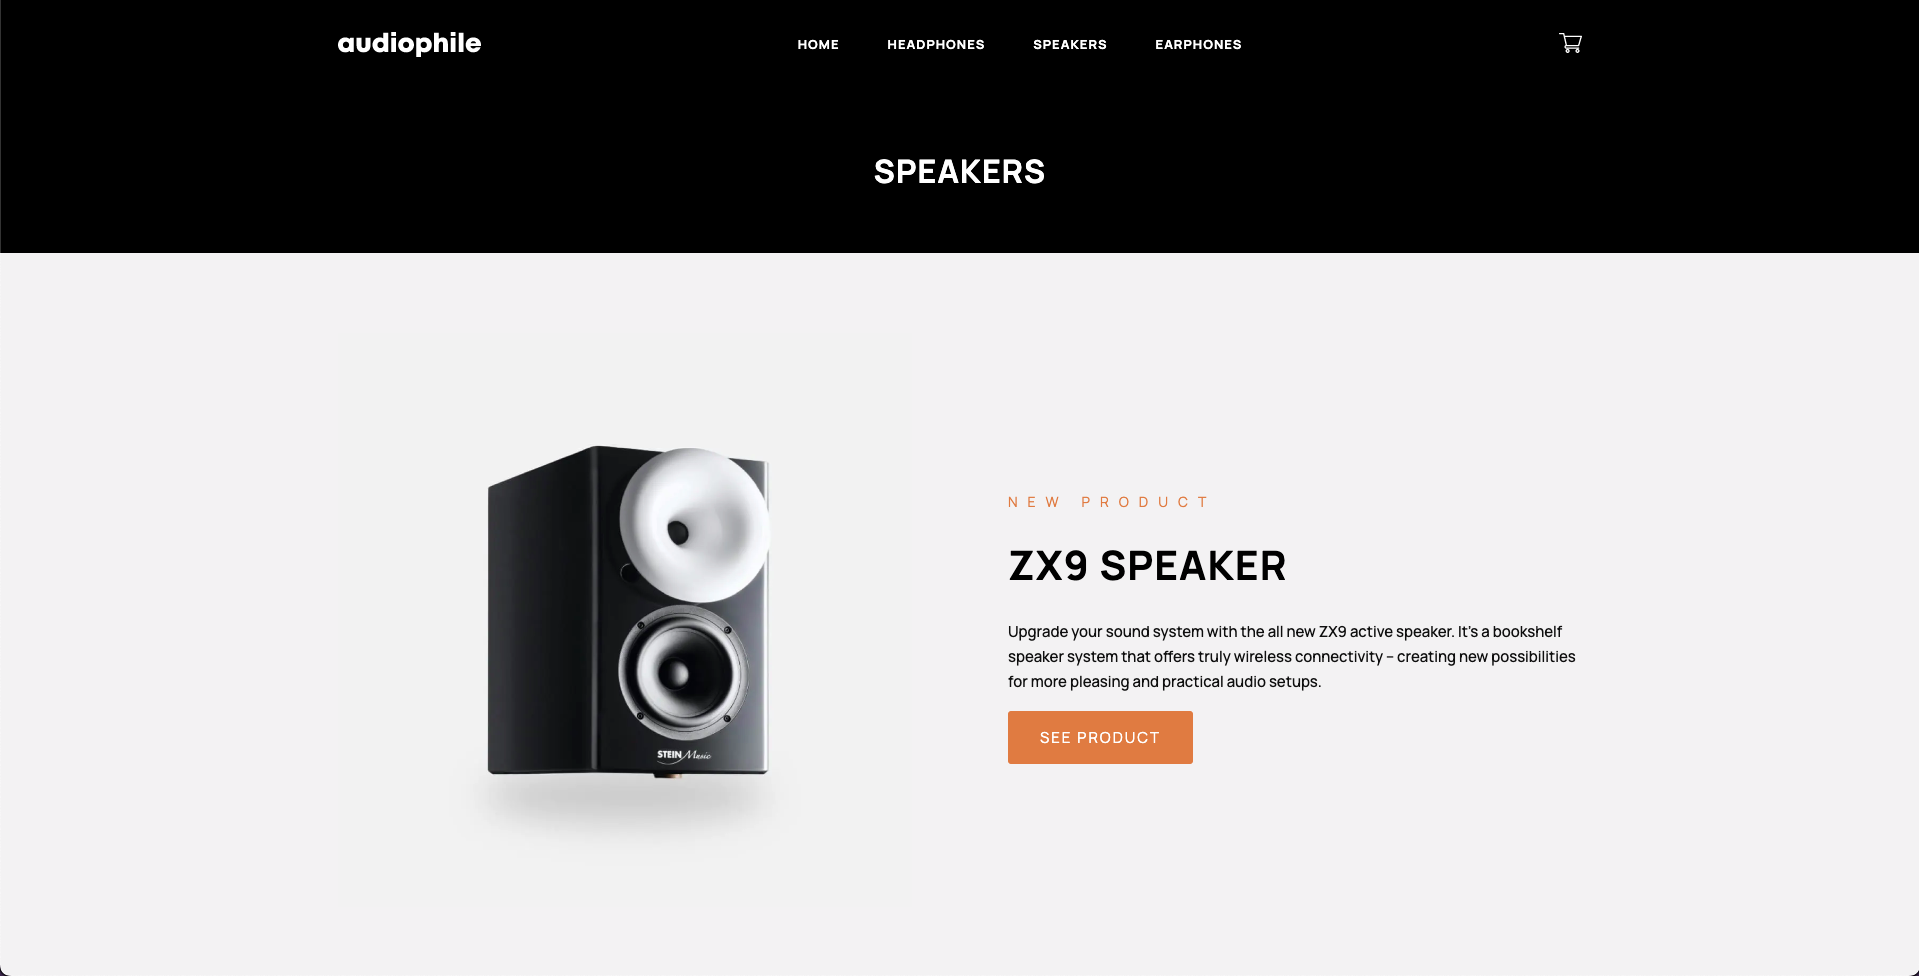 audiophile
HOME HEADPHONES SPEAKERS EARPHONES
SPEAKERS
NEW PRODUCT
ZX9 SPEAKER
Upgrade your sound system with the all new ZX9 active speaker. It's a bookshelf
speaker system that offers truly wireless connectivity – creating new possibilities
for more pleasing and practical audio setups.
SEE PRODUCT
STEIN Music